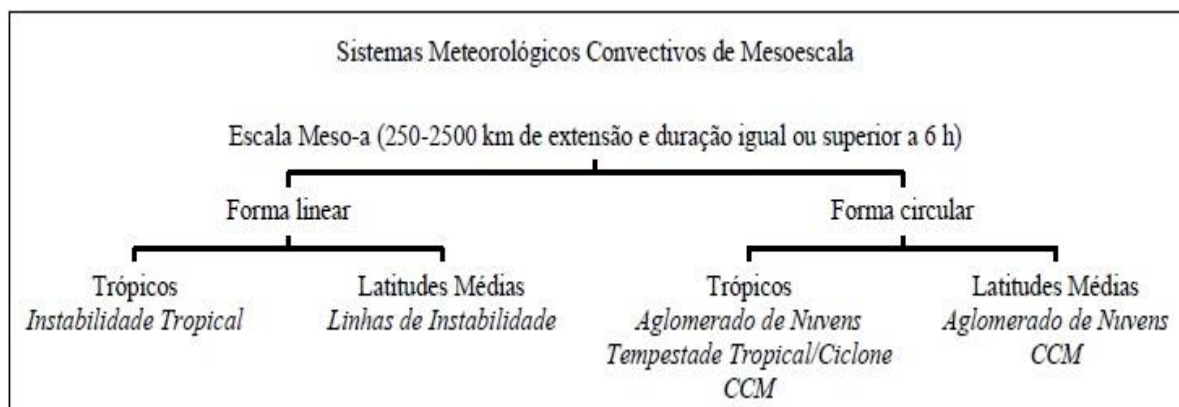 Sistemas Meteorológicos Convectivos de Mesoescala
Escala Meso-a (250-2500 km de extensão e duração igual ou superior a 6 h)
Forma linear
Forma circular
Trópicos
Instabilidade Tropical
Latitudes Médias
Linhas de Instabilidade
Trópicos
Aglomerado de Nuvens
Tempestade Tropical/Ciclone
CCM
Latitudes Médias
Aglomerado de Nuvens
CCM